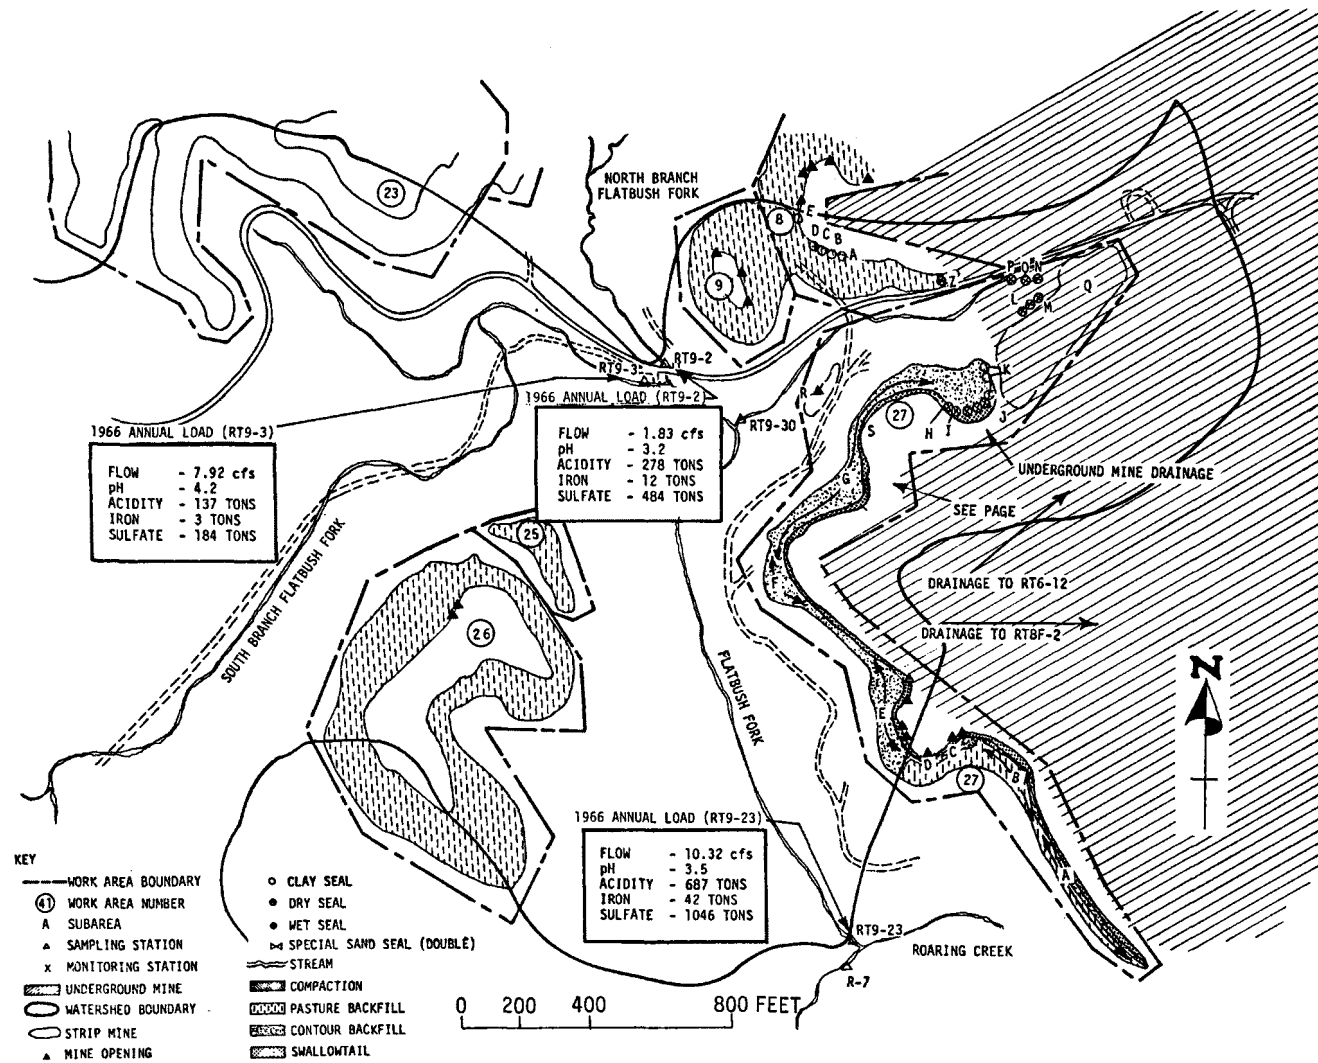 23
NORTH BRANCH
FLATBUSH FORK
8
E
D C B
A
9
Z
P O N
L
M
Q
RT9-2
RT9-3
1966 ANNUAL LOAD (RT9-2)
FLOW - 1.83 cfs
pH - 3.2
ACIDITY - 278 TONS
IRON - 12 TONS
SULFATE - 484 TONS
R
K
27
S
H
I
J
RT9-30
1966 ANNUAL LOAD (RT9-3)
FLOW - 7.92 cfs
pH - 4.2
ACIDITY - 137 TONS
IRON - 3 TONS
SULFATE - 184 TONS
UNDERGROUND MINE DRAINAGE
G
SEE PAGE
25
SOUTH BRANCH FLATBUSH FORK
F
DRAINAGE TO RT6-12
26
DRAINAGE TO RT8F-2
FLATBUSH FORK
N
E
D
C
B
27
A
1966 ANNUAL LOAD (RT9-23)
FLOW - 10.32 cfs
pH - 3.5
ACIDITY - 687 TONS
IRON - 42 TONS
SULFATE - 1046 TONS
RT9-23
ROARING CREEK
R-7
0 200 400 800 FEET
KEY
WORK AREA BOUNDARY
41 WORK AREA NUMBER
A SUBAREA
SAMPLING STATION
x MONITORING STATION
UNDERGROUND MINE
WATERSHED BOUNDARY
STRIP MINE
MINE OPENING
CLAY SEAL
DRY SEAL
WET SEAL
SPECIAL SAND SEAL (DOUBLE)
STREAM
COMPACTION
PASTURE BACKFILL
CONTOUR BACKFILL
SWALLOWTAIL